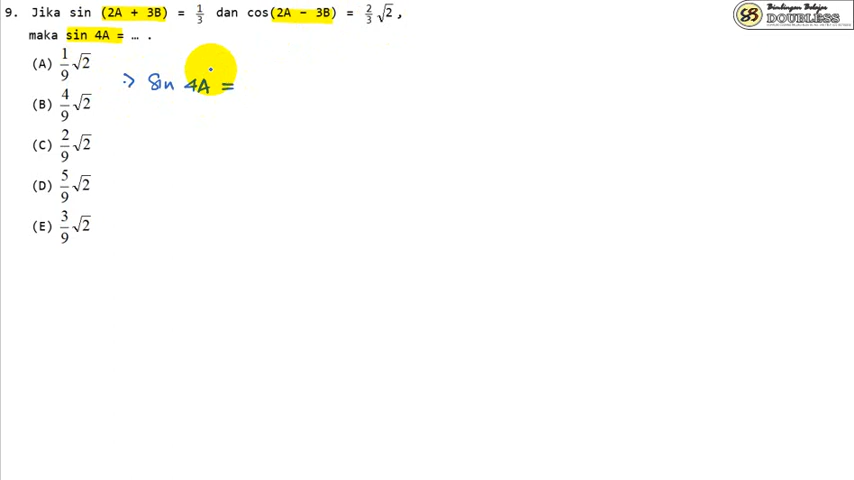 9. Jika sin (2A + 3B) = 1/3 dan cos(2A − 3B) = 2/3 √2,
maka sin 4A = … .
(A) 1/9 √2
(B) 4/9 √2
(C) 2/9 √2
(D) 5/9 √2
(E) 3/9 √2
:> Sin 4A =
Bimbingan Belajar
DOUBLESS